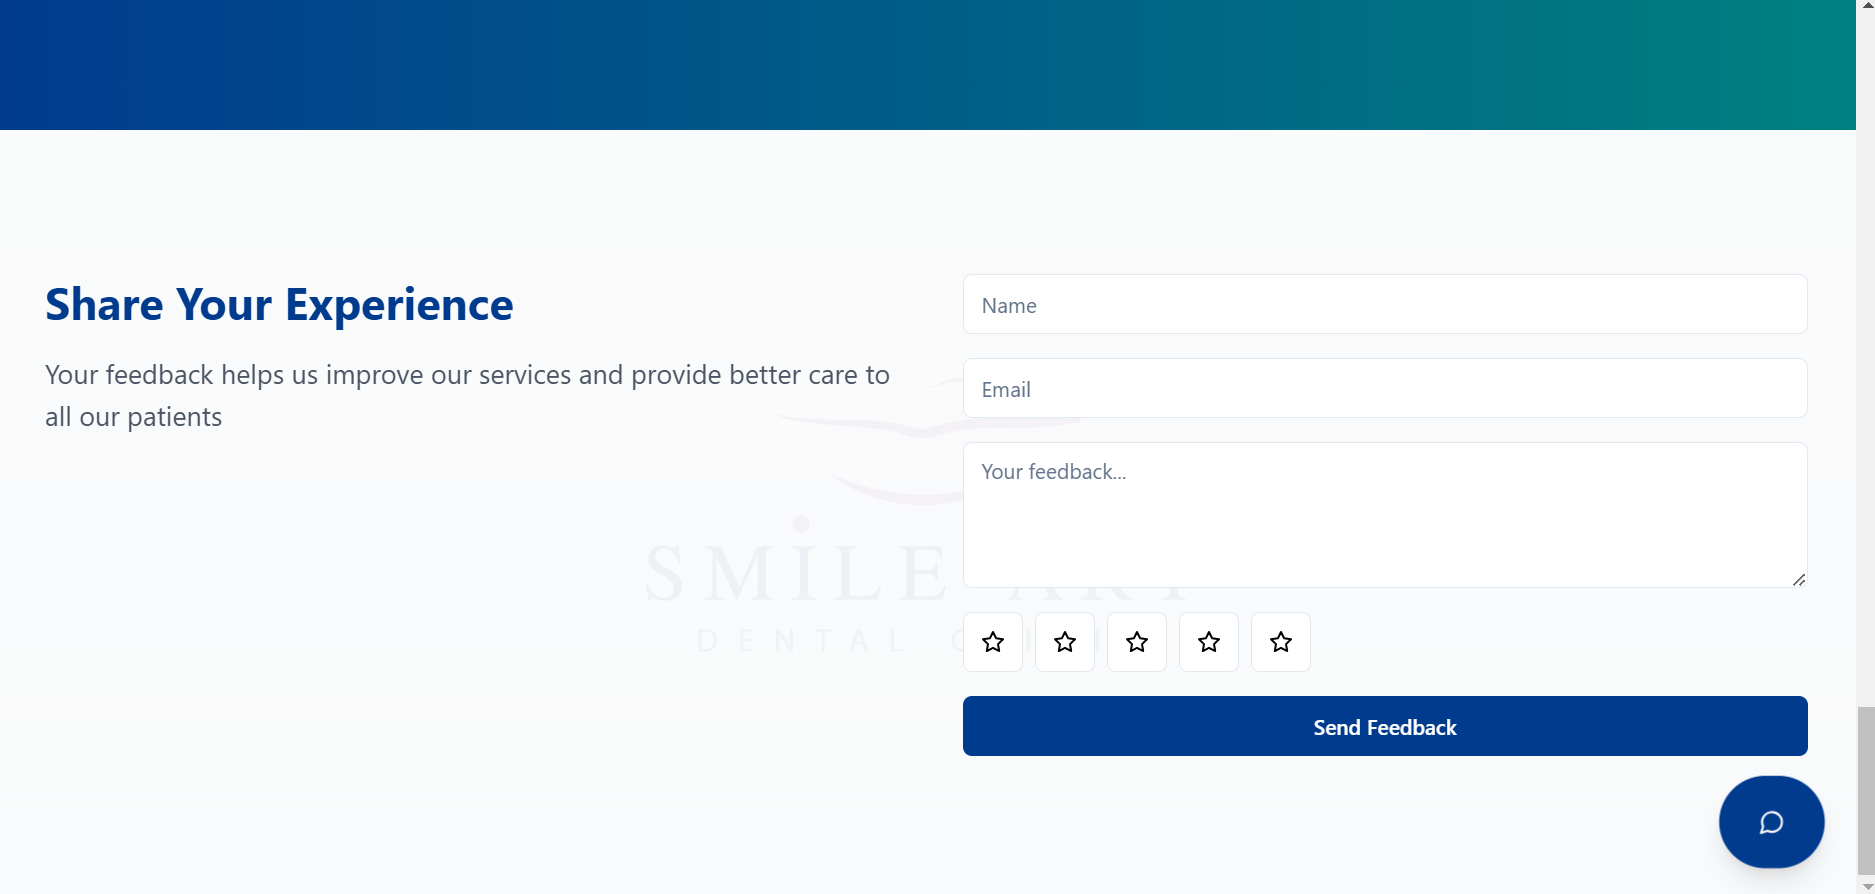 Share Your Experience
Your feedback helps us improve our services and provide better care to
all our patients
Name
Email
Your feedback...
SMILE ART
DENTAL
Send Feedback